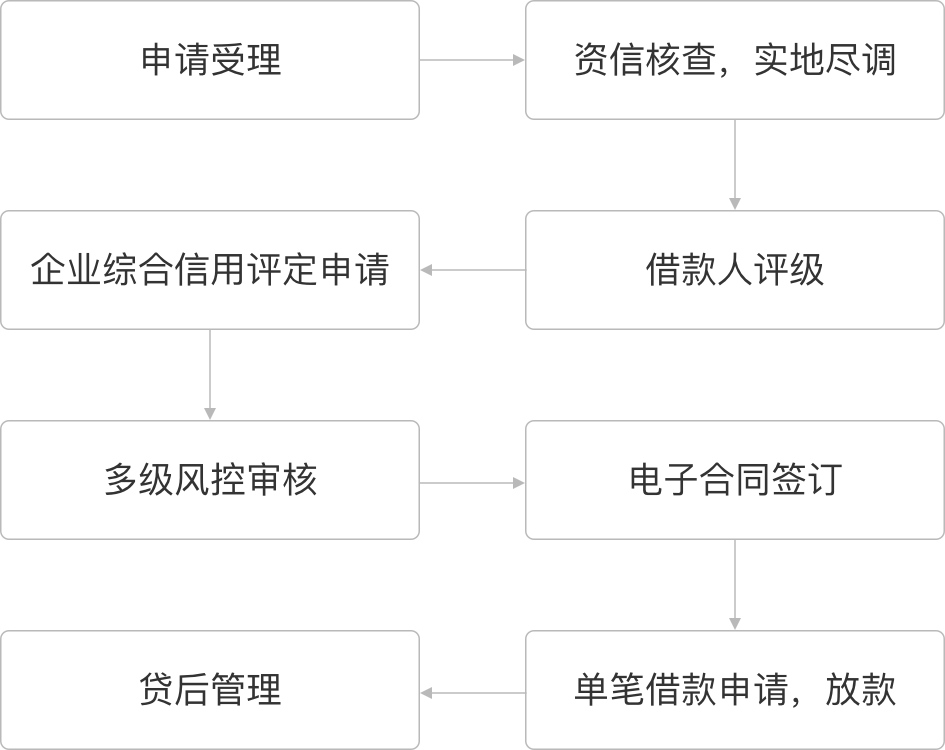 申请受理
资信核查，实地尽调
借款人评级
企业综合信用评定申请
多级风控审核
电子合同签订
单笔借款申请，放款
贷后管理